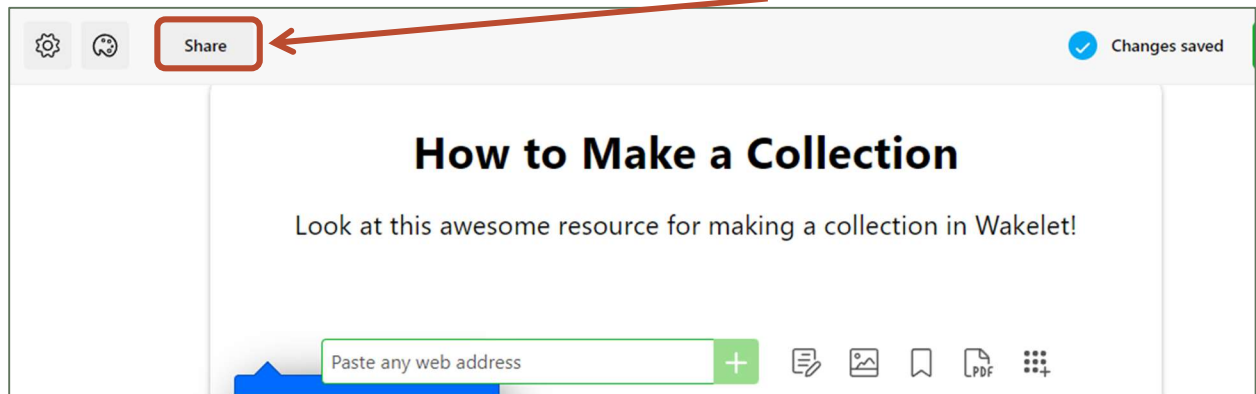 Share
Changes saved
How to Make a Collection
Look at this awesome resource for making a collection in Wakelet!
Paste any web address
PDF